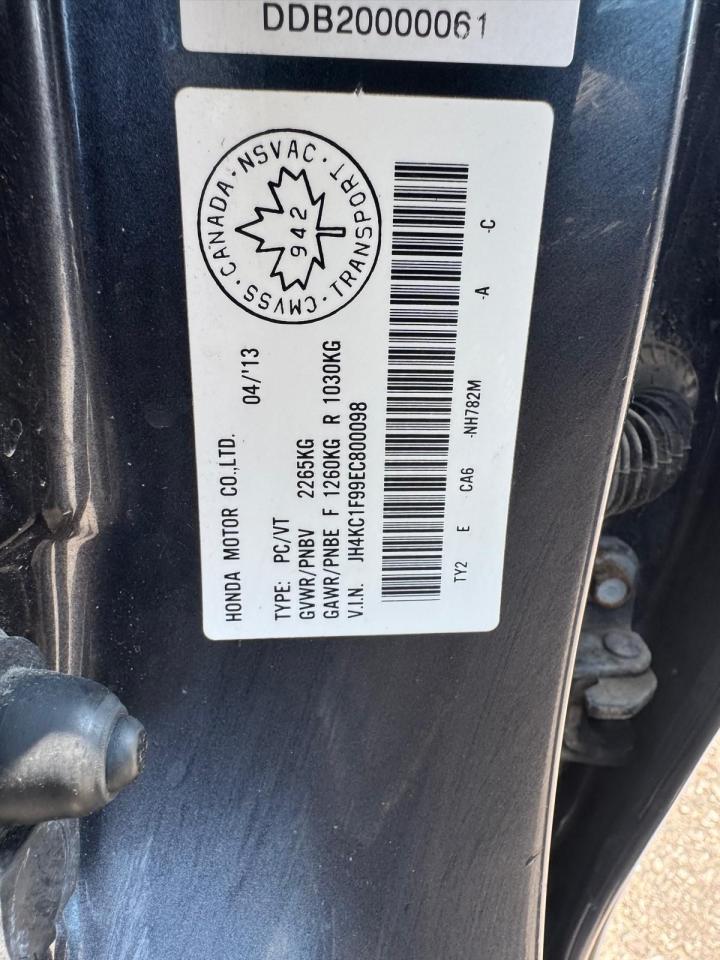 DDB20000061
CMVSS · CANADA · NSVAC · TRANSPORT ·
942
HONDA MOTOR CO.,LTD. 04/'13
TYPE: PC/VT
GVWR/PNBV 2265KG
GAWR/PNBE F 1260KG R 1030KG
V.I.N. JH4KC1F99EC800098
TY2 E CA6 -NH782M -A -C